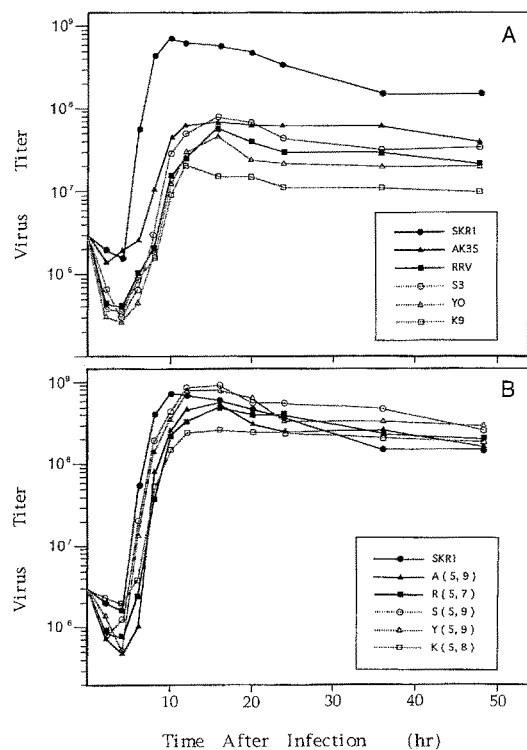 A
10⁹
10⁸
10⁷
10⁶
Virus Titer
SKR1
AK35
RRV
S3
YO
K9
B
10⁹
10⁸
10⁷
10⁶
Virus Titer
SKR1
A(5,9)
R(5,7)
S(5,9)
Y(5,9)
K(5,8)
10 20 30 40 50
Time After Infection (hr)